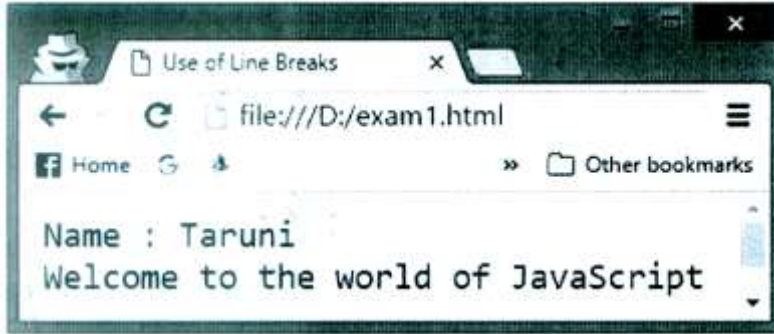 Use of Line Breaks
file:///D:/exam1.html
Home
Other bookmarks
Name : Taruni
Welcome to the world of JavaScript